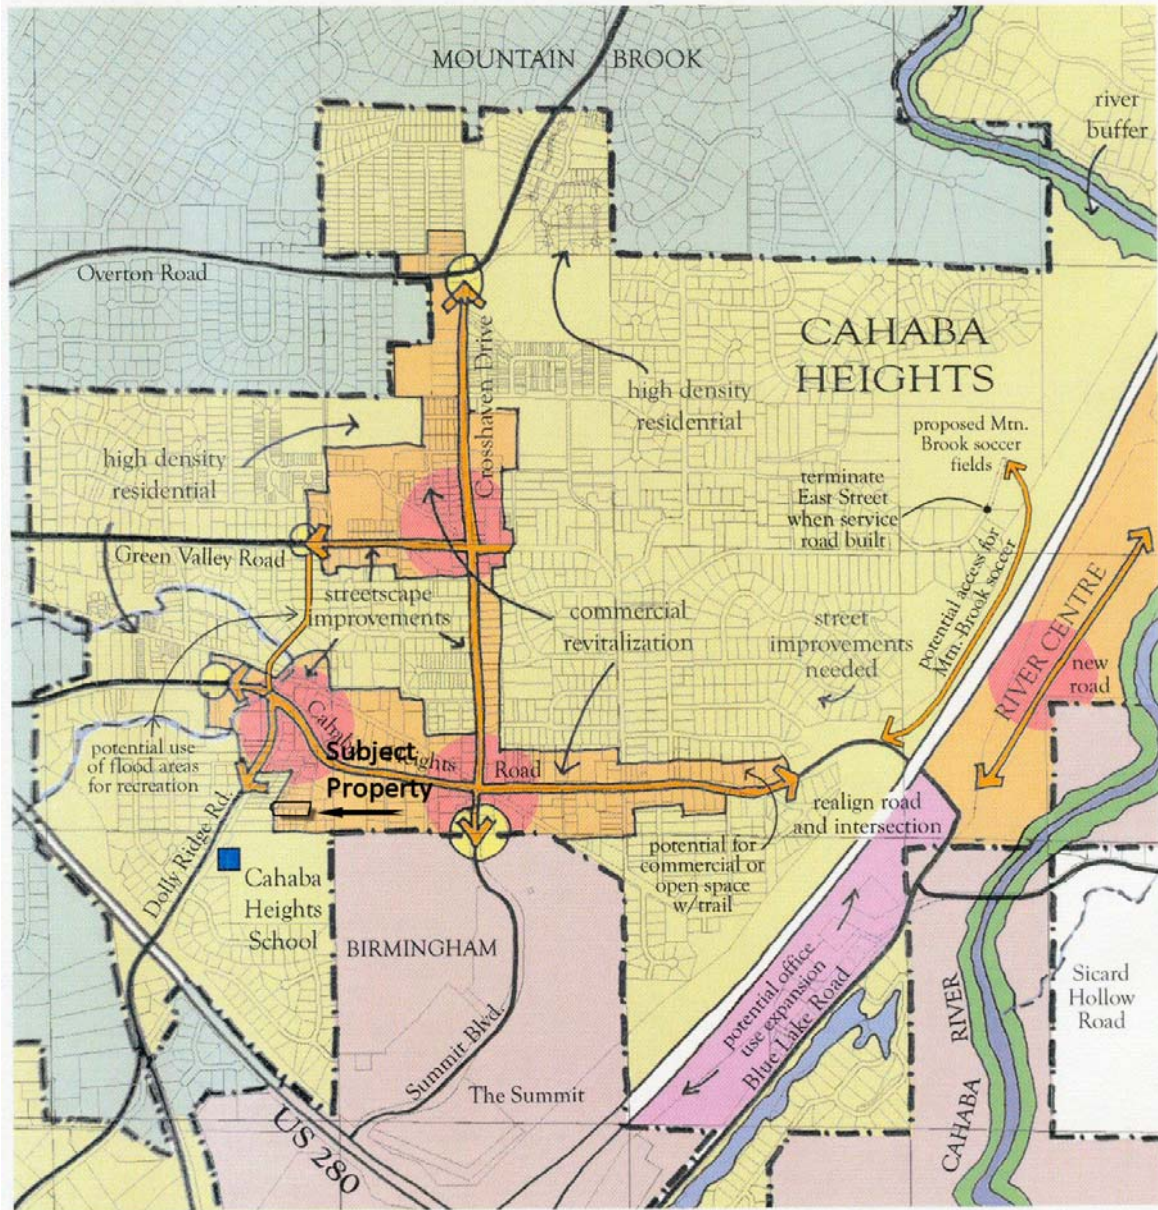 MOUNTAIN BROOK
river
buffer
Overton Road
Crosshaven Drive
CAHABA
HEIGHTS
high density
residential
proposed Mtn.
Brook soccer
fields
high density
residential
terminate
East Street
when service
road built
Green Valley Road
potential access for
Mtn. Brook soccer
streetscape
improvements
commercial
revitalization
street
improvements
needed
RIVER CENTRE
new
road
potential use
of flood areas
for recreation
Cahaba Heights Road
Subject
Property
realign road
and intersection
potential for
commercial or
open space
w/trail
Dolly Ridge Rd.
Cahaba
Heights
School
BIRMINGHAM
potential office
use expansion
Blue Lake Road
Sicard
Hollow
Road
Summit Blvd.
The Summit
US 280
CAHABA RIVER